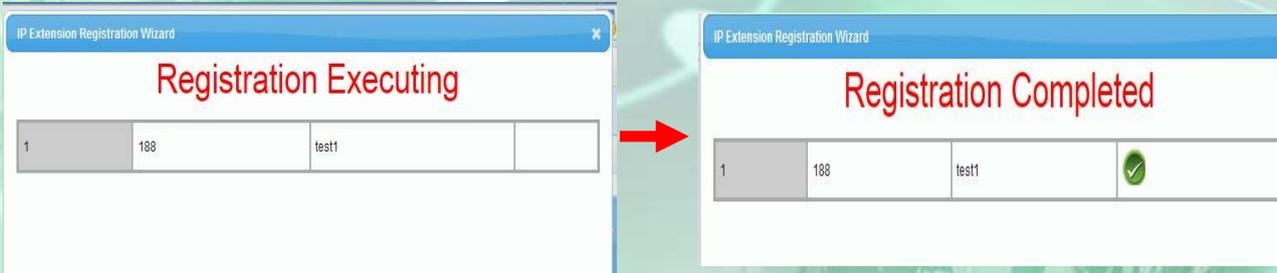 IP Extension Registration Wizard
Registration Executing
1 188 test1
IP Extension Registration Wizard
Registration Completed
1 188 test1